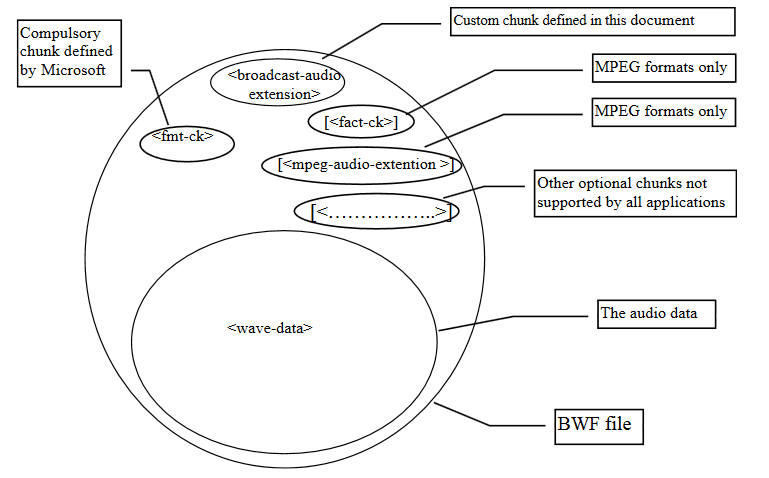 Compulsory
chunk defined
by Microsoft
Custom chunk defined in this document
<broadcast-audio
extension>
MPEG formats only
[<fact-ck>]
MPEG formats only
<fmt-ck>
[<mpeg-audio-extention >]
Other optional chunks not
supported by all applications
[<……………..>]
The audio data
<wave-data>
BWF file